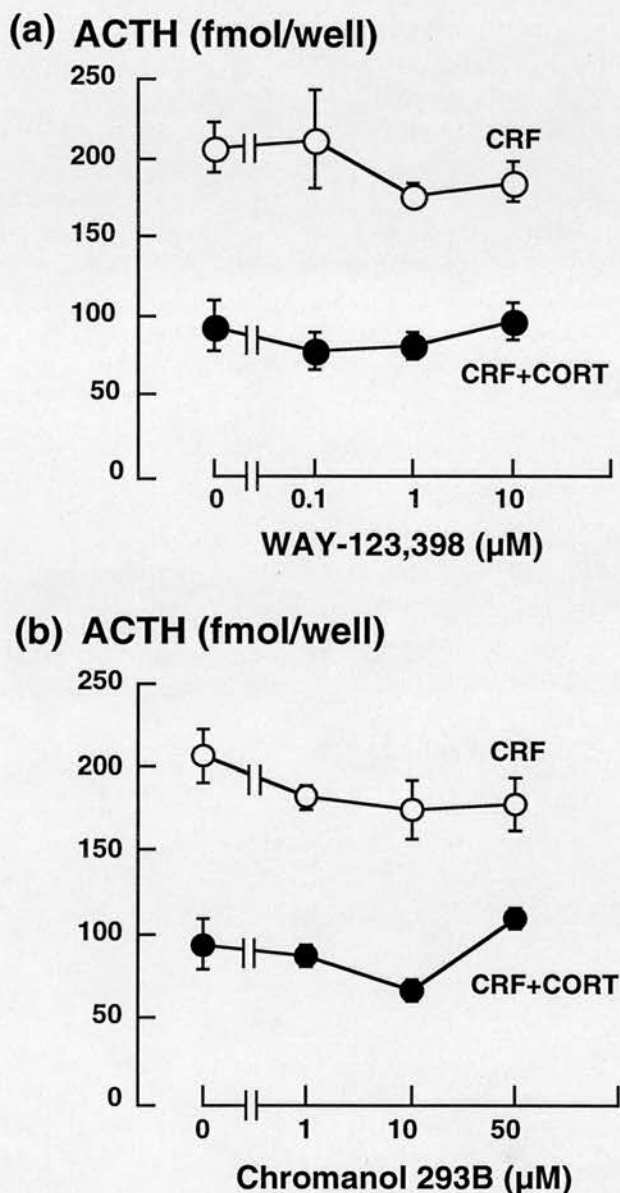 (a) ACTH (fmol/well)
250
200
150
100
50
0
CRF
CRF+CORT
0 0.1 1 10
WAY-123,398 (µM)
(b) ACTH (fmol/well)
250
200
150
100
50
0
CRF
CRF+CORT
0 1 10 50
Chromanol 293B (µM)